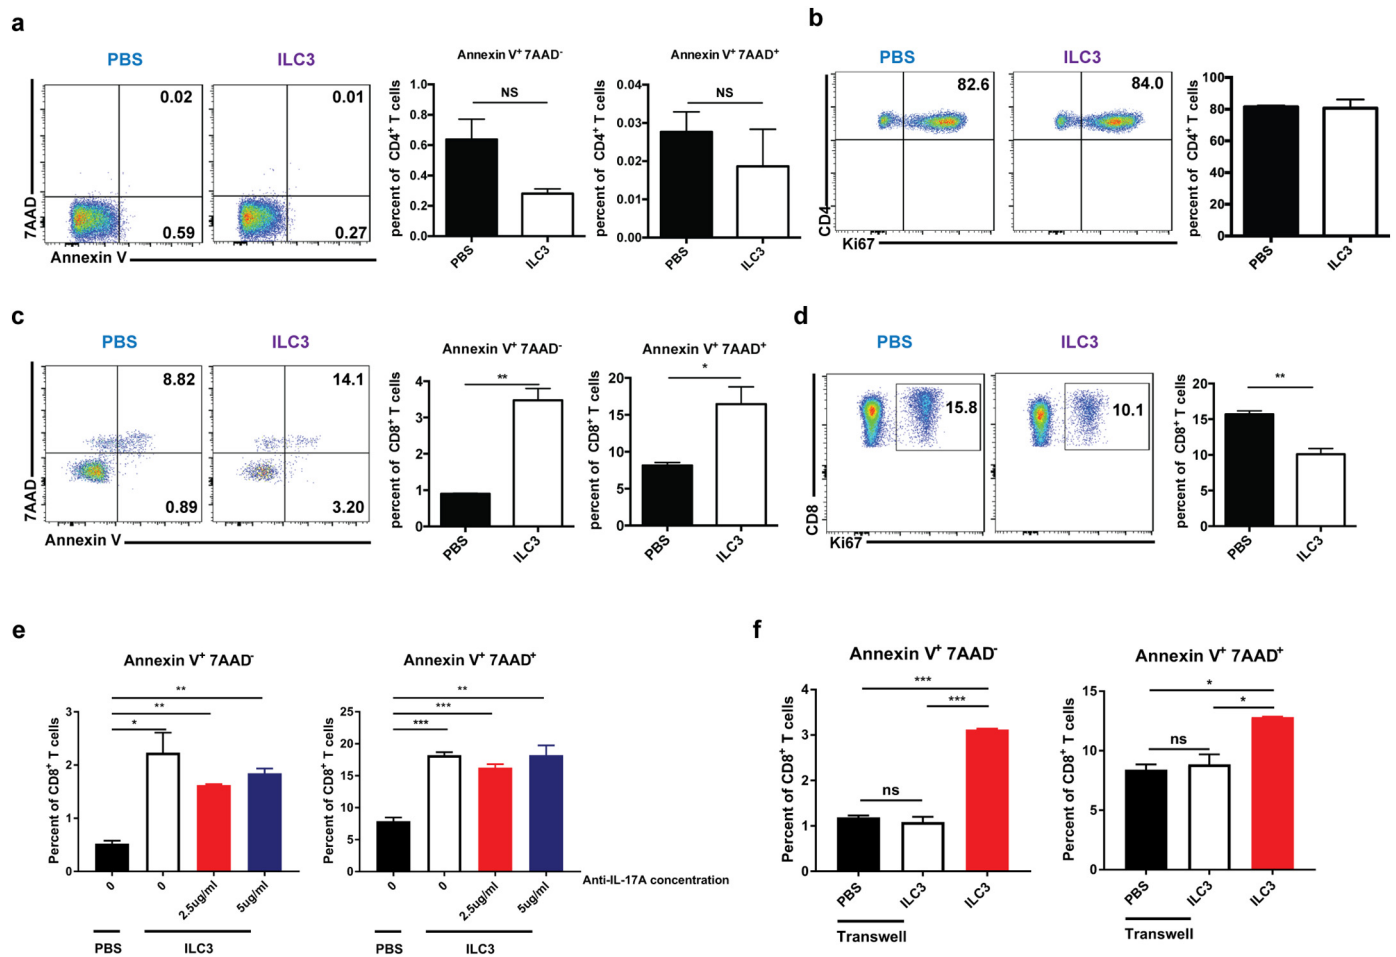 a
PBS
ILC3
0.02
0.01
0.59
0.27
7AAD
Annexin V
Annexin V+ 7AAD-
percent of CD4+ T cells
1.0
0.8
0.6
0.4
0.2
0.0
NS
PBS
ILC3
Annexin V+ 7AAD+
percent of CD4+ T cells
0.04
0.03
0.02
0.01
0.00
NS
PBS
ILC3
b
PBS
ILC3
82.6
84.0
CD4
Ki67
percent of CD4+ T cells
100
80
60
40
20
0
PBS
ILC3
c
PBS
ILC3
8.82
14.1
0.89
3.20
7AAD
Annexin V
Annexin V+ 7AAD-
percent of CD8+ T cells
4
3
2
1
0
**
PBS
ILC3
Annexin V+ 7AAD+
percent of CD8+ T cells
20
15
10
5
0
*
PBS
ILC3
d
PBS
ILC3
15.8
10.1
CD8
Ki67
percent of CD8+ T cells
20
15
10
5
0
**
PBS
ILC3
e
Annexin V+ 7AAD-
Percent of CD8+ T cells
3
2
1
0
**
**
*
0
0
2.5ug/ml
5ug/ml
PBS
ILC3
Annexin V+ 7AAD+
Percent of CD8+ T cells
25
20
15
10
5
0
**
***
***
0
0
2.5ug/ml
5ug/ml
Anti-IL-17A concentration
PBS
ILC3
f
Annexin V+ 7AAD-
Percent of CD8+ T cells
4
3
2
1
0
***
***
ns
PBS
ILC3
ILC3
Transwell
Annexin V+ 7AAD+
Percent of CD8+ T cells
15
10
5
0
*
*
ns
PBS
ILC3
ILC3
Transwell